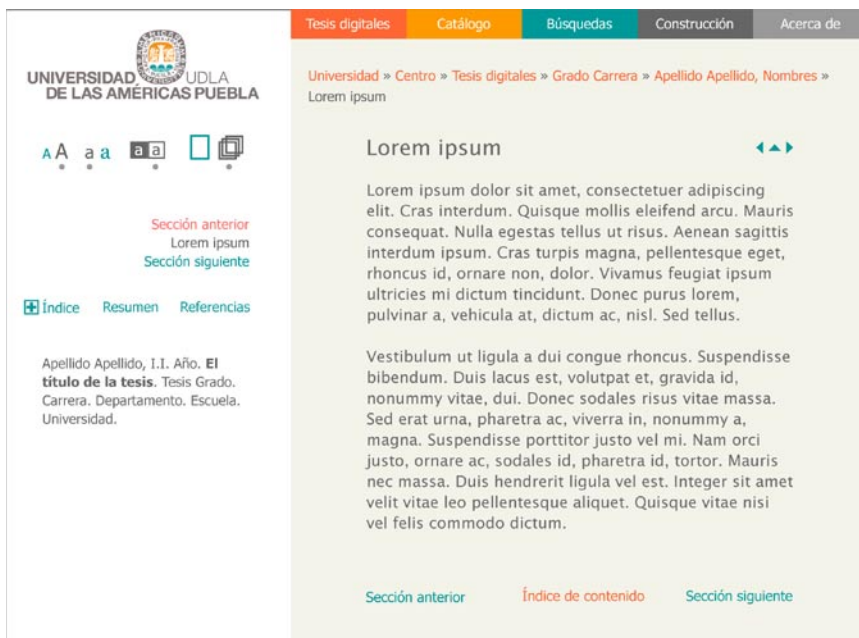 Tesis digitales
Catálogo
Búsquedas
Construcción
Acerca de
UNIVERSIDAD UDLA
DE LAS AMÉRICAS PUEBLA
A A a a a a
Sección anterior
Lorem ipsum
Sección siguiente
Índice Resumen Referencias
Apellido Apellido, I.I. Año. El
título de la tesis. Tesis Grado.
Carrera. Departamento. Escuela.
Universidad.
Universidad » Centro » Tesis digitales » Grado Carrera » Apellido Apellido, Nombres »
Lorem ipsum
Lorem ipsum
Lorem ipsum dolor sit amet, consectetuer adipiscing
elit. Cras interdum. Quisque mollis eleifend arcu. Mauris
consequat. Nulla egestas tellus ut risus. Aenean sagittis
interdum ipsum. Cras turpis magna, pellentesque eget,
rhoncus id, ornare non, dolor. Vivamus feugiat ipsum
ultricies mi dictum tincidunt. Donec purus lorem,
pulvinar a, vehicula at, dictum ac, nisl. Sed tellus.
Vestibulum ut ligula a dui congue rhoncus. Suspendisse
bibendum. Duis lacus est, volutpat et, gravida id,
nonummy vitae, dui. Donec sodales risus vitae massa.
Sed erat urna, pharetra ac, viverra in, nonummy a,
magna. Suspendisse porttitor justo vel mi. Nam orci
justo, ornare ac, sodales id, pharetra id, tortor. Mauris
nec massa. Duis hendrerit ligula vel est. Integer sit amet
velit vitae leo pellentesque aliquet. Quisque vitae nisi
vel felis commodo dictum.
Sección anterior
Índice de contenido
Sección siguiente